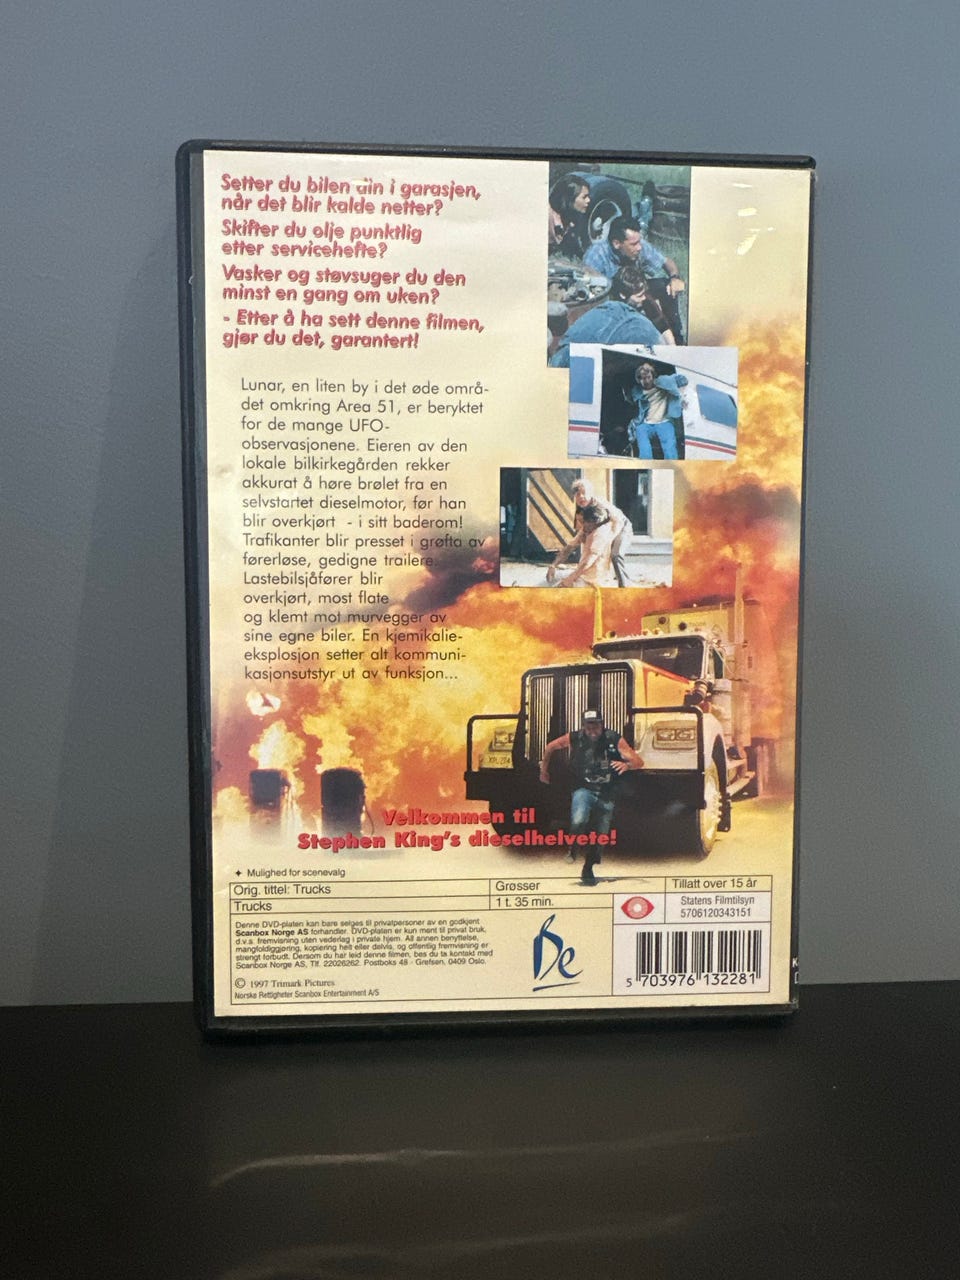 Setter du bilen din i garasjen,
når det blir kalde netter?
Skifter du olje punktlig
etter servicehefte?
Vasker og støvsuger du den
minst en gang om uken?
- Etter å ha sett denne filmen,
gjør du det, garantert!
Lunar, en liten by i det øde områ-
det omkring Area 51, er beryktet
for de mange UFO-
observasjonene. Eieren av den
lokale bilkirkegården rekker
akkurat å høre brølet fra en
selvstartet dieselmotor, før han
blir overkjørt - i sitt baderom!
Trafikanter blir presset i grøfta av
førerløse, gedigne trailere.
Lastebilsjåfører blir
overkjørt, most flate
og klemt mot murvegger av
sine egne biler. En kjemikalie-
eksplosjon setter alt kommuni-
kasjonsutstyr ut av funksjon...
Velkommen til
Stephen King's dieselhelvete!
✦ Mulighed for scenevalg
Orig. tittel: Trucks
Grøsser
Tillatt over 15 år
Trucks
1 t. 35 min.
Statens Filmtilsyn
5706120343151
Denne DVD-platen kan bare selges til privatpersoner av en godkjent
Scanbox Norge AS forhandler. DVD-platen er kun ment til privat bruk,
d.v.s. fremvisning uten vederlag i private hjem. All annen benyttelse,
mangfoldiggjøring, kopiering helt eller delvis, og offentlig fremvisning er
strengt forbudt. Dersom du har leid denne filmen, bes du ta kontakt med
Scanbox Norge AS, Tlf. 22026262. Postboks 48 - Grefsen, 0409 Oslo.
© 1997 Trimark Pictures
Norske Rettigheter Scanbox Entertainment A/S
De
5 703976 132281